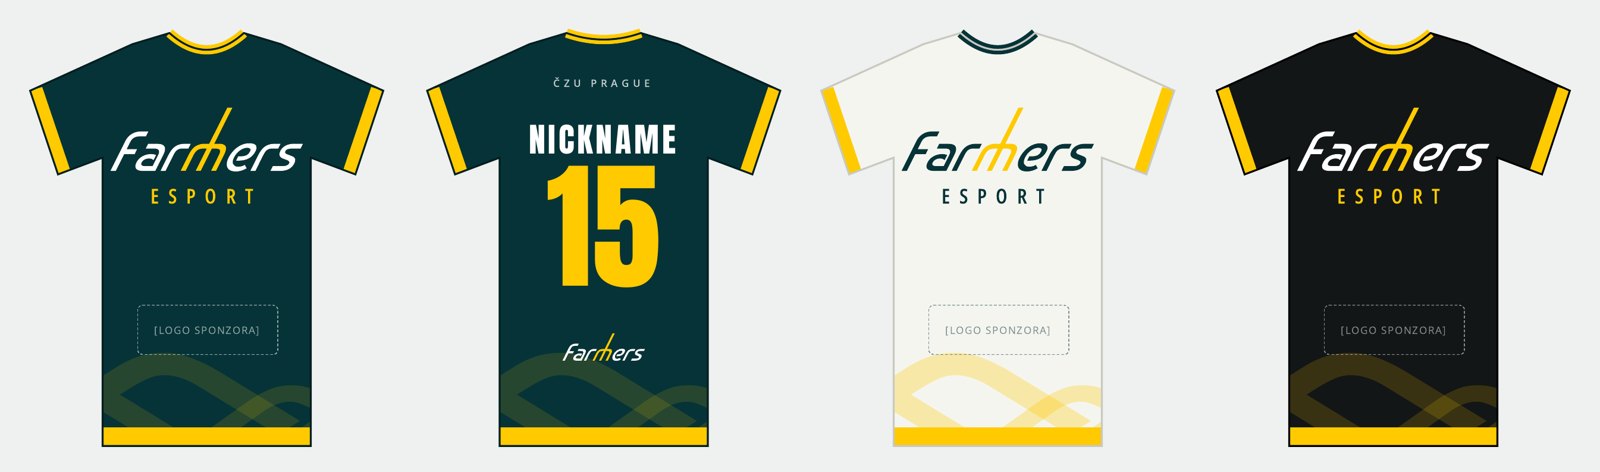 Farmers
ESPORT
[LOGO SPONZORA]
ČZU PRAGUE
NICKNAME
15
Farmers
Farmers
ESPORT
[LOGO SPONZORA]
Farmers
ESPORT
[LOGO SPONZORA]